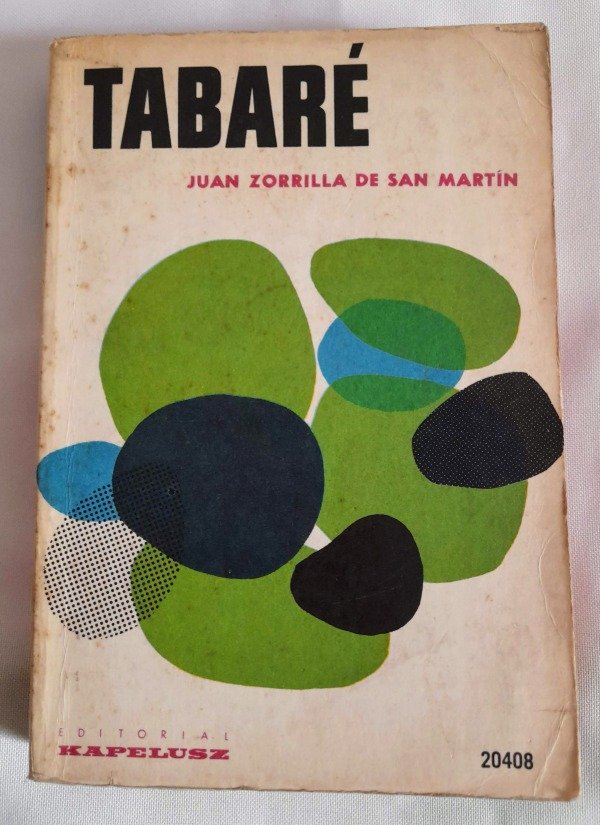 TABARÉ
JUAN ZORRILLA DE SAN MARTÍN
EDITORIAL
KAPELUSZ
20408